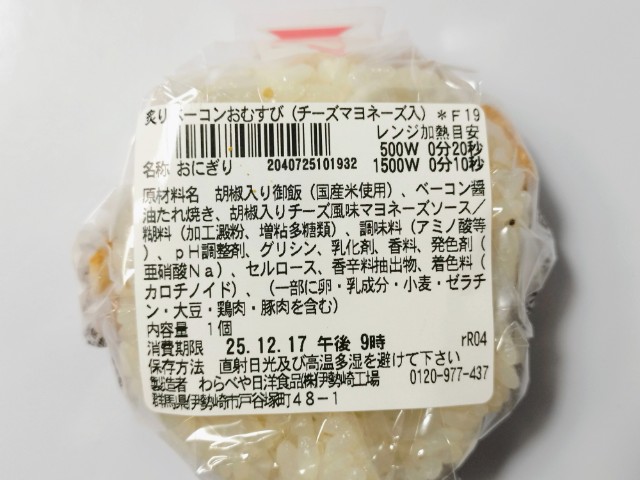 炙りベーコンおむすび（チーズマヨネーズ入）＊F19
レンジ加熱目安
500W 0分20秒
名称 おにぎり 2040725101932 1500W 0分10秒
原材料名 胡椒入り御飯（国産米使用）、ベーコン醤
油たれ焼き、胡椒入りチーズ風味マヨネーズソース／
糊料（加工澱粉、増粘多糖類）、調味料（アミノ酸等
）、pH調整剤、グリシン、乳化剤、香料、発色剤（
亜硝酸Na）、セルロース、香辛料抽出物、着色料（
カロチノイド）、（一部に卵・乳成分・小麦・ゼラチ
ン・大豆・鶏肉・豚肉を含む）
内容量 1個
消費期限 25.12.17 午後 9時 rR04
保存方法 直射日光及び高温多湿を避けて下さい
製造者 わらべや日洋食品㈱伊勢崎工場 0120-977-437
群馬県伊勢崎市戸谷塚町48-1